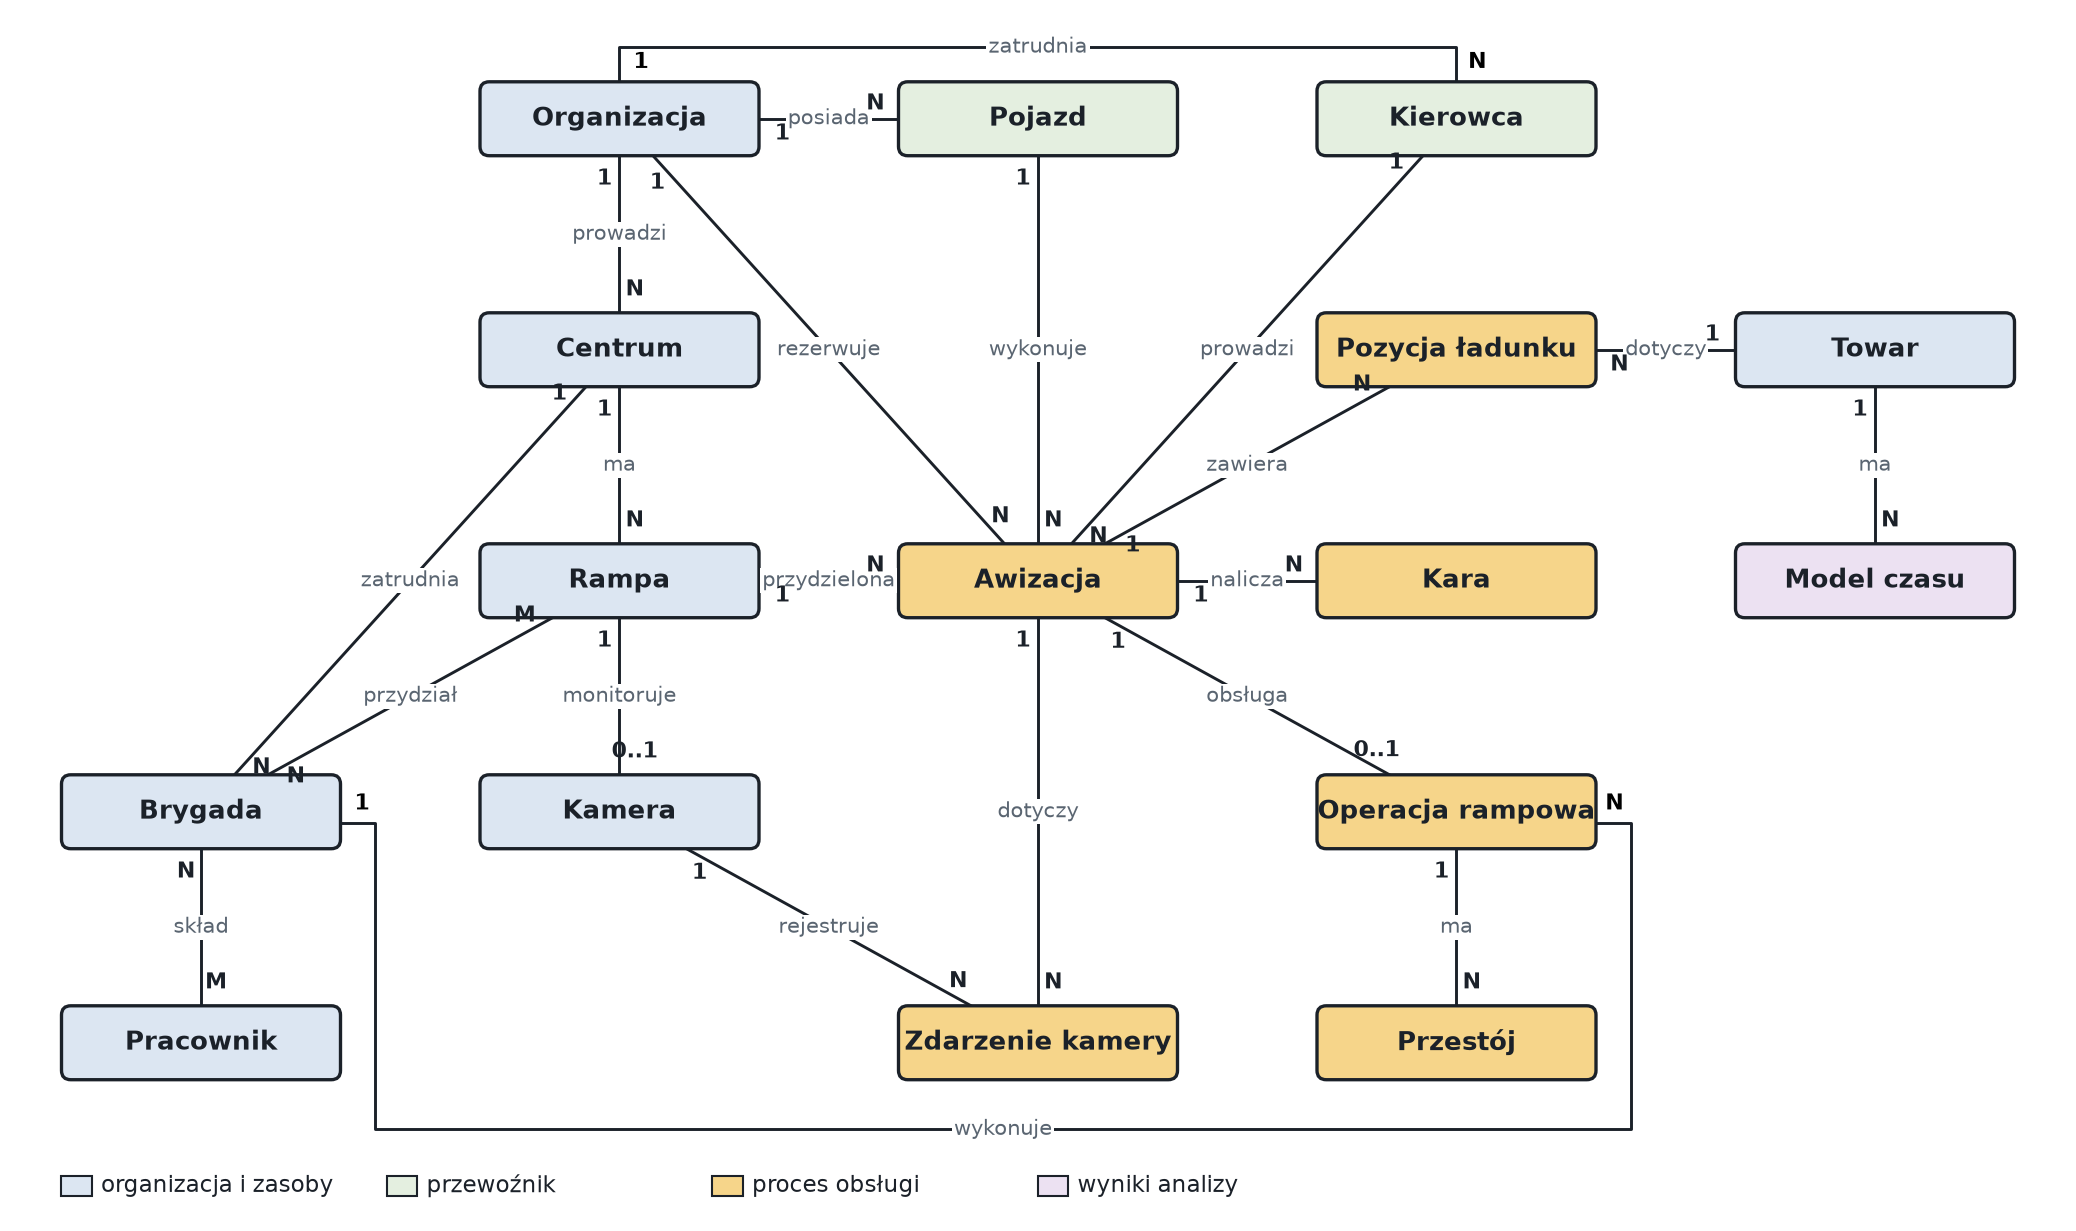 zatrudnia
1
N
Organizacja
1
posiada
N
Pojazd
Kierowca
1
1
1
1
prowadzi
N
Centrum
rezerwuje
wykonuje
prowadzi
Pozycja ładunku
N
dotyczy
1
Towar
1
1
N
1
ma
zawiera
ma
N
N
N
N
1
N
Rampa
1
przydzielona
N
Awizacja
1
nalicza
N
Kara
Model czasu
zatrudnia
M
1
1
1
przydział
monitoruje
obsługa
N
N
0..1
0..1
Brygada
1
Kamera
dotyczy
Operacja rampowa
N
N
1
1
skład
rejestruje
ma
M
N
N
N
Pracownik
Zdarzenie kamery
Przestój
wykonuje
organizacja i zasoby
przewoźnik
proces obsługi
wyniki analizy